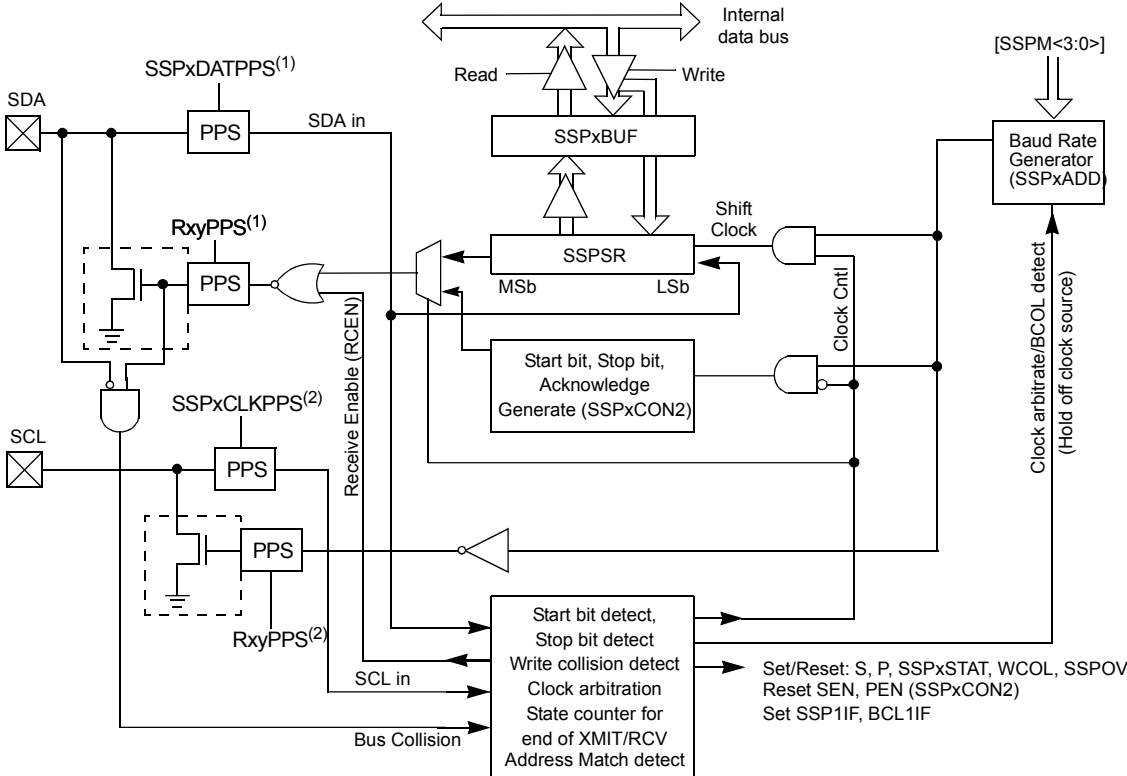 Internal
data bus
[SSPM<3:0>]
SSPxDATPPS(1)
Read
Write
SDA
PPS
SDA in
SSPxBUF
Baud Rate
Generator
(SSPxADD)
Shift
Clock
RxyPPS(1)
PPS
SSPSR
MSb
LSb
Clock Cntl
Receive Enable (RCEN)
Clock arbitrate/BCOL detect
(Hold off clock source)
Start bit, Stop bit,
Acknowledge
Generate (SSPxCON2)
SSPxCLKPPS(2)
SCL
PPS
PPS
RxyPPS(2)
Start bit detect,
Stop bit detect
Write collision detect
Clock arbitration
State counter for
end of XMIT/RCV
Address Match detect
SCL in
Bus Collision
Set/Reset: S, P, SSPxSTAT, WCOL, SSPOV
Reset SEN, PEN (SSPxCON2)
Set SSP1IF, BCL1IF